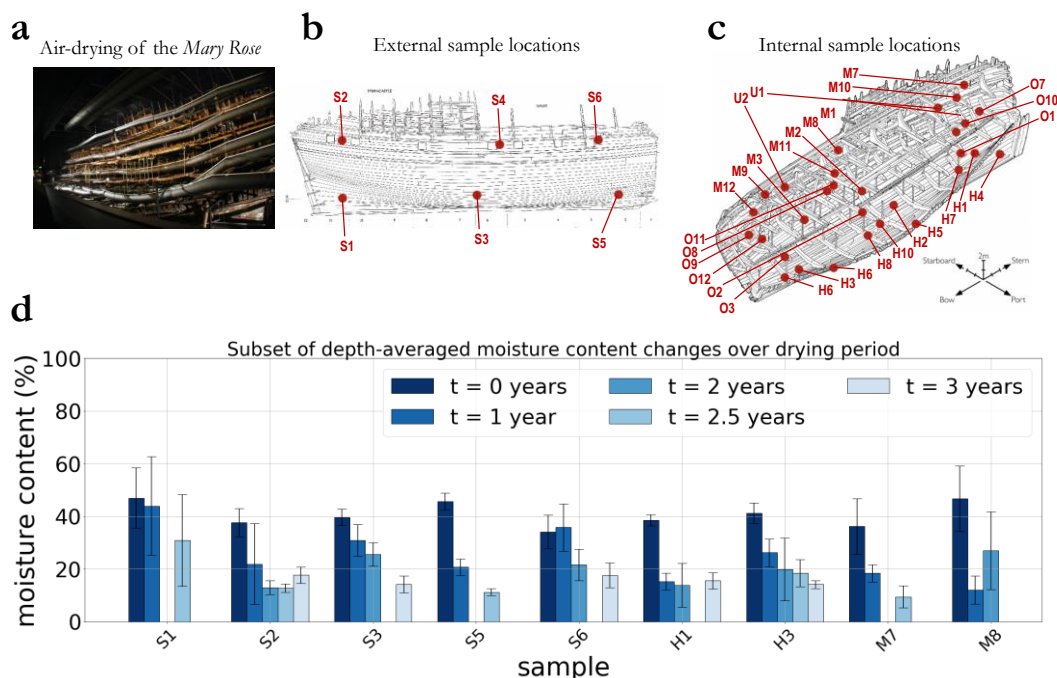 a
Air-drying of the Mary Rose
b
External sample locations
S2
S4
S6
S1
S3
S5
c
Internal sample locations
M7
M10
U1
U2
M1
M8
M2
M11
M3
M9
M12
O7
O10
O1
H4
H1
H7
H5
H2
H10
H8
H6
H3
H6
O11
O8
O9
O12
O2
O3
Starboard
2m
Stern
Bow
Port
d
Subset of depth-averaged moisture content changes over drying period
t = 0 years
t = 2 years
t = 3 years
t = 1 year
t = 2.5 years
moisture content (%)
100
80
60
40
20
0
S1
S2
S3
S5
S6
H1
H3
M7
M8
sample